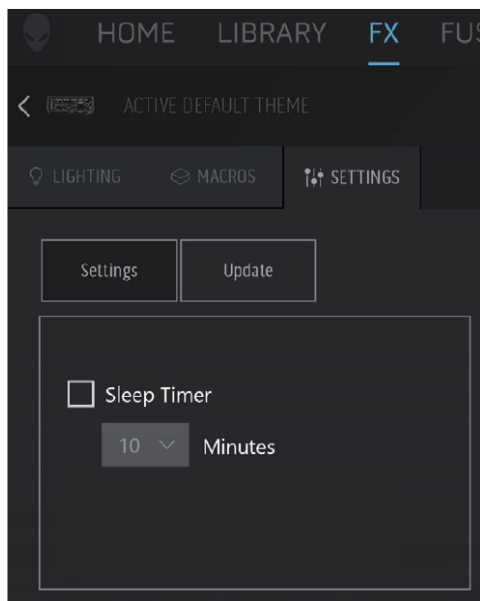 HOME LIBRARY FX FUS
ACTIVE DEFAULT THEME
LIGHTING MACROS SETTINGS
Settings Update
Sleep Timer
10 Minutes